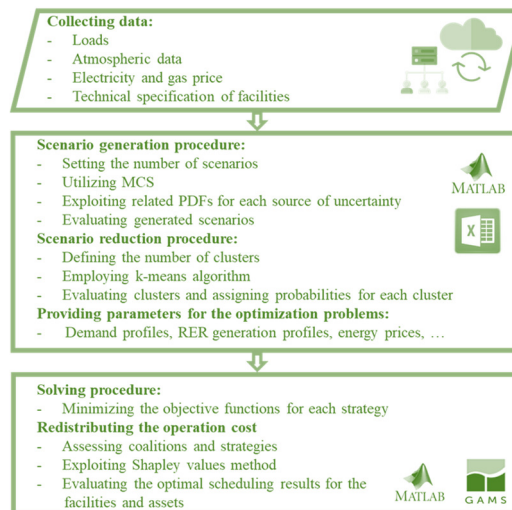 Collecting data:
- Loads
- Atmospheric data
- Electricity and gas price
- Technical specification of facilities
Scenario generation procedure:
- Setting the number of scenarios
- Utilizing MCS
- Exploiting related PDFs for each source of uncertainty
- Evaluating generated scenarios
MATLAB
X
Scenario reduction procedure:
- Defining the number of clusters
- Employing k-means algorithm
- Evaluating clusters and assigning probabilities for each cluster
Providing parameters for the optimization problems:
- Demand profiles, RER generation profiles, energy prices, …
Solving procedure:
- Minimizing the objective functions for each strategy
Redistributing the operation cost
- Assessing coalitions and strategies
- Exploiting Shapley values method
- Evaluating the optimal scheduling results for the
facilities and assets
MATLAB
GAMS